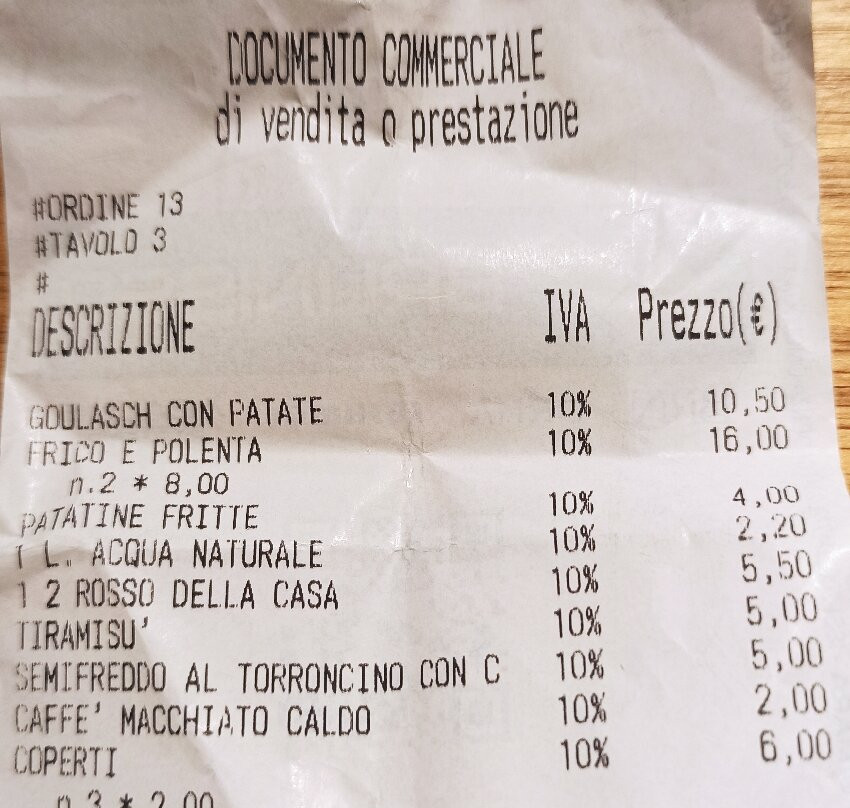 DOCUMENTO COMMERCIALE
di vendita o prestazione
#ORDINE 13
#TAVOLO 3
#
DESCRIZIONE IVA Prezzo(€)
GOULASCH CON PATATE 10% 10,50
FRICO E POLENTA 10% 16,00
n.2 * 8,00
PATATINE FRITTE 10% 4,00
1 L. ACQUA NATURALE 10% 2,20
1 2 ROSSO DELLA CASA 10% 5,50
TIRAMISU' 10% 5,00
SEMIFREDDO AL TORRONCINO CON C 10% 5,00
CAFFE' MACCHIATO CALDO 10% 2,00
COPERTI 10% 6,00
n.3 * 2,00